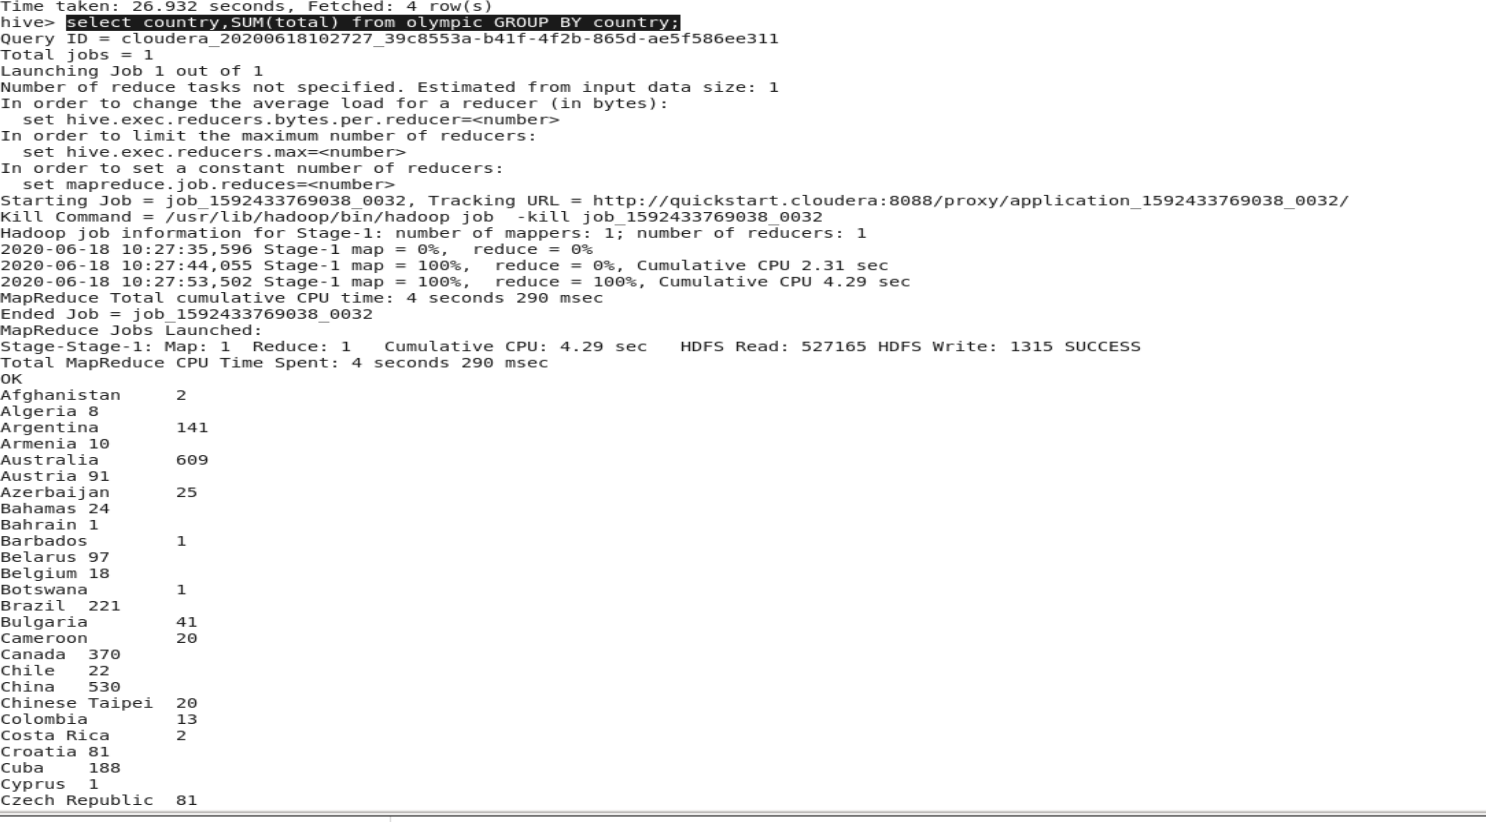 Time taken: 26.932 seconds, Fetched: 4 row(s)
hive> select country,SUM(total) from olympic GROUP BY country;
Query ID = cloudera_20200618102727_39c8553a-b41f-4f2b-865d-ae5f586ee311
Total jobs = 1
Launching Job 1 out of 1
Number of reduce tasks not specified. Estimated from input data size: 1
In order to change the average load for a reducer (in bytes):
  set hive.exec.reducers.bytes.per.reducer=<number>
In order to limit the maximum number of reducers:
  set hive.exec.reducers.max=<number>
In order to set a constant number of reducers:
  set mapreduce.job.reduces=<number>
Starting Job = job_1592433769038_0032, Tracking URL = http://quickstart.cloudera:8088/proxy/application_1592433769038_0032/
Kill Command = /usr/lib/hadoop/bin/hadoop job  -kill job_1592433769038_0032
Hadoop job information for Stage-1: number of mappers: 1; number of reducers: 1
2020-06-18 10:27:35,596 Stage-1 map = 0%,  reduce = 0%
2020-06-18 10:27:44,055 Stage-1 map = 100%,  reduce = 0%, Cumulative CPU 2.31 sec
2020-06-18 10:27:53,502 Stage-1 map = 100%,  reduce = 100%, Cumulative CPU 4.29 sec
MapReduce Total cumulative CPU time: 4 seconds 290 msec
Ended Job = job_1592433769038_0032
MapReduce Jobs Launched:
Stage-Stage-1: Map: 1  Reduce: 1   Cumulative CPU: 4.29 sec   HDFS Read: 527165 HDFS Write: 1315 SUCCESS
Total MapReduce CPU Time Spent: 4 seconds 290 msec
OK
Afghanistan     2
Algeria 8
Argentina       141
Armenia 10
Australia       609
Austria 91
Azerbaijan      25
Bahamas 24
Bahrain 1
Barbados        1
Belarus 97
Belgium 18
Botswana        1
Brazil  221
Bulgaria        41
Cameroon        20
Canada  370
Chile   22
China   530
Chinese Taipei  20
Colombia        13
Costa Rica      2
Croatia 81
Cuba    188
Cyprus  1
Czech Republic  81